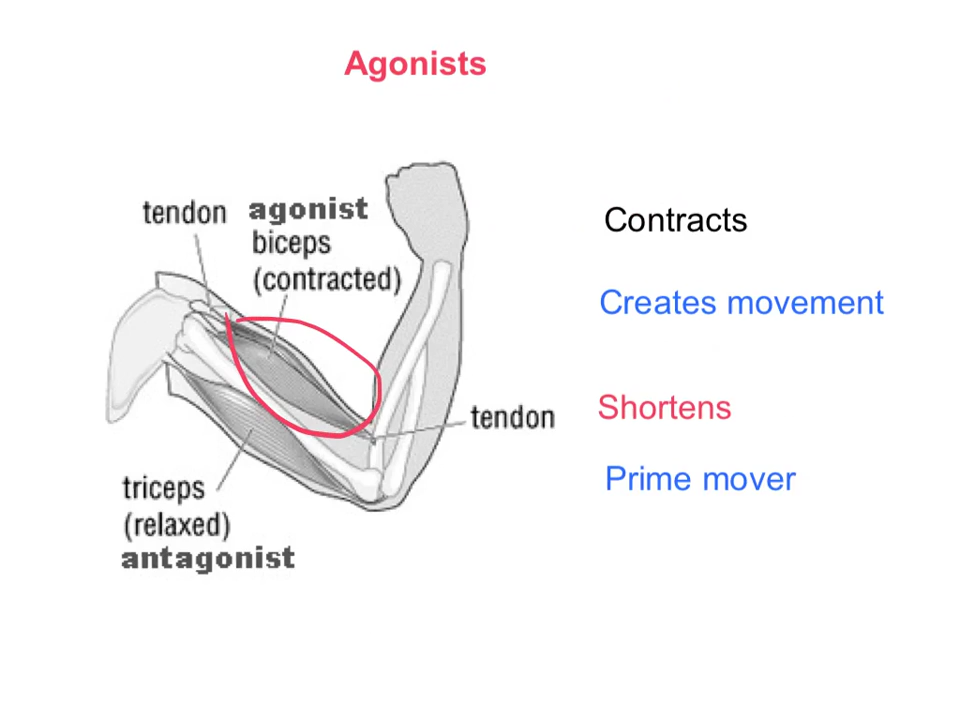 Agonists
tendon
agonist
biceps
(contracted)
Contracts
Creates movement
Shortens
tendon
Prime mover
triceps
(relaxed)
antagonist